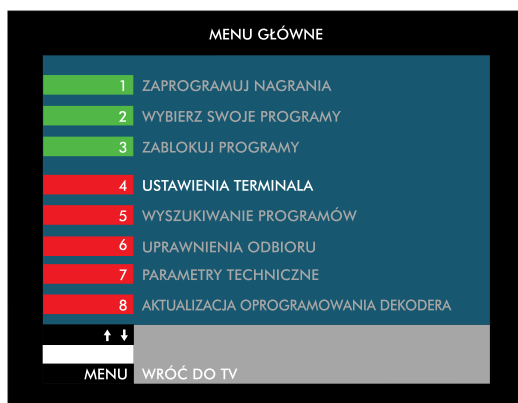 MENU GŁÓWNE
1 ZAPROGRAMUJ NAGRANIA
2 WYBIERZ SWOJE PROGRAMY
3 ZABLOKUJ PROGRAMY
4 USTAWIENIA TERMINALA
5 WYSZUKIWANIE PROGRAMÓW
6 UPRAWNIENIA ODBIORU
7 PARAMETRY TECHNICZNE
8 AKTUALIZACJA OPROGRAMOWANIA DEKODERA
↑ ↓
MENU WRÓĆ DO TV